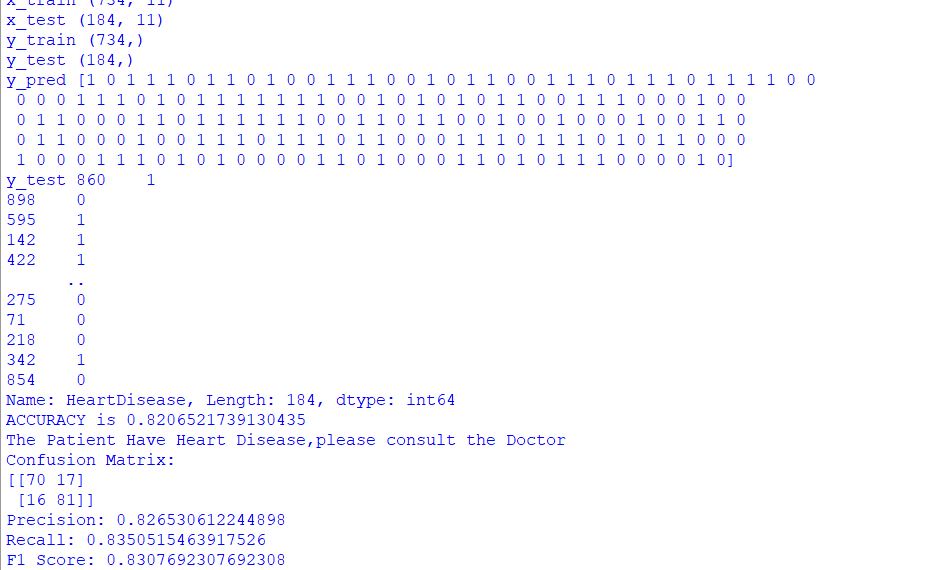 x_train (734, 11)
x_test (184, 11)
y_train (734,)
y_test (184,)
y_pred [1 0 1 1 1 0 1 1 0 1 0 0 1 1 1 0 0 1 0 1 1 0 0 1 1 1 0 1 1 1 0 1 1 1 1 0 0
 0 0 0 1 1 1 0 1 0 1 1 1 1 1 1 1 0 0 1 0 1 0 1 0 1 1 0 0 1 1 1 0 0 0 1 0 0
 0 1 1 0 0 0 1 1 0 1 1 1 1 1 1 0 0 1 1 0 1 1 0 0 1 0 0 1 0 0 0 1 0 0 1 1 0
 0 1 1 0 0 0 1 0 0 1 1 1 0 1 1 1 0 1 1 0 0 0 1 1 1 0 1 1 1 0 1 0 1 1 0 0 0
 1 0 0 0 1 1 1 0 1 0 1 0 0 0 0 1 1 0 1 0 0 0 1 1 0 1 0 1 1 1 0 0 0 0 1 0]
y_test 860    1
898    0
595    1
142    1
422    1
      ..
275    0
71     0
218    0
342    1
854    0
Name: HeartDisease, Length: 184, dtype: int64
ACCURACY is 0.8206521739130435
The Patient Have Heart Disease,please consult the Doctor
Confusion Matrix:
[[70 17]
 [16 81]]
Precision: 0.826530612244898
Recall: 0.8350515463917526
F1 Score: 0.8307692307692308